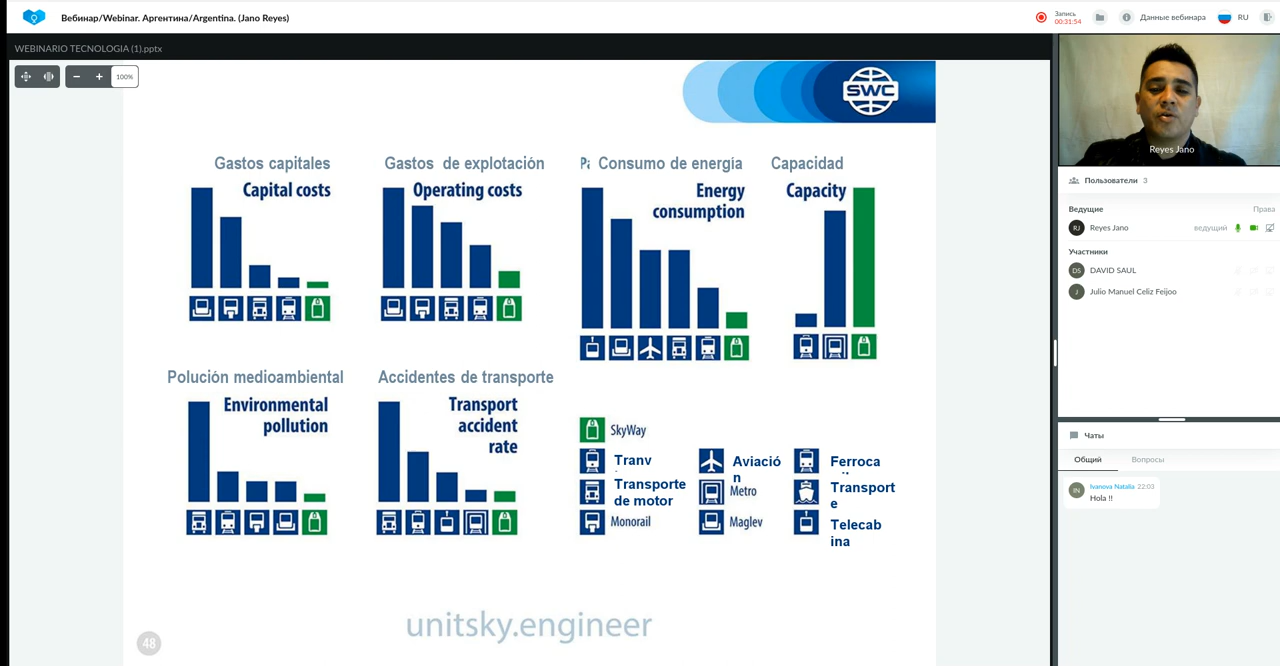 Вебинар/Webinar. Аргентина/Argentina. (Jano Reyes)
Запись
00:31:54
Данные вебинара
RU
WEBINARIO TECNOLOGIA (1).pptx
100%
SWC
Gastos capitales
Capital costs
Gastos de explotación
Operating costs
Consumo de energia
Energy
consumption
Capacidad
Capacity
Polución medioambiental
Environmental
pollution
Accidentes de transporte
Transport
accident
rate
SkyWay
Tranv
Transporte
de motor
Monorail
Aviació
n
Metro
Maglev
Ferroca
Transport
e
Telecab
ina
unitsky.engineer
48
Reyes Jano
Пользователи 3
Ведущие
Права
RJ
Reyes Jano
ведущий
Участники
DS
DAVID SAUL
J
Julio Manuel Celiz Feijoo
Чаты
Общий
Вопросы
IN
Ivanova Natalia 22:03
Hola !!